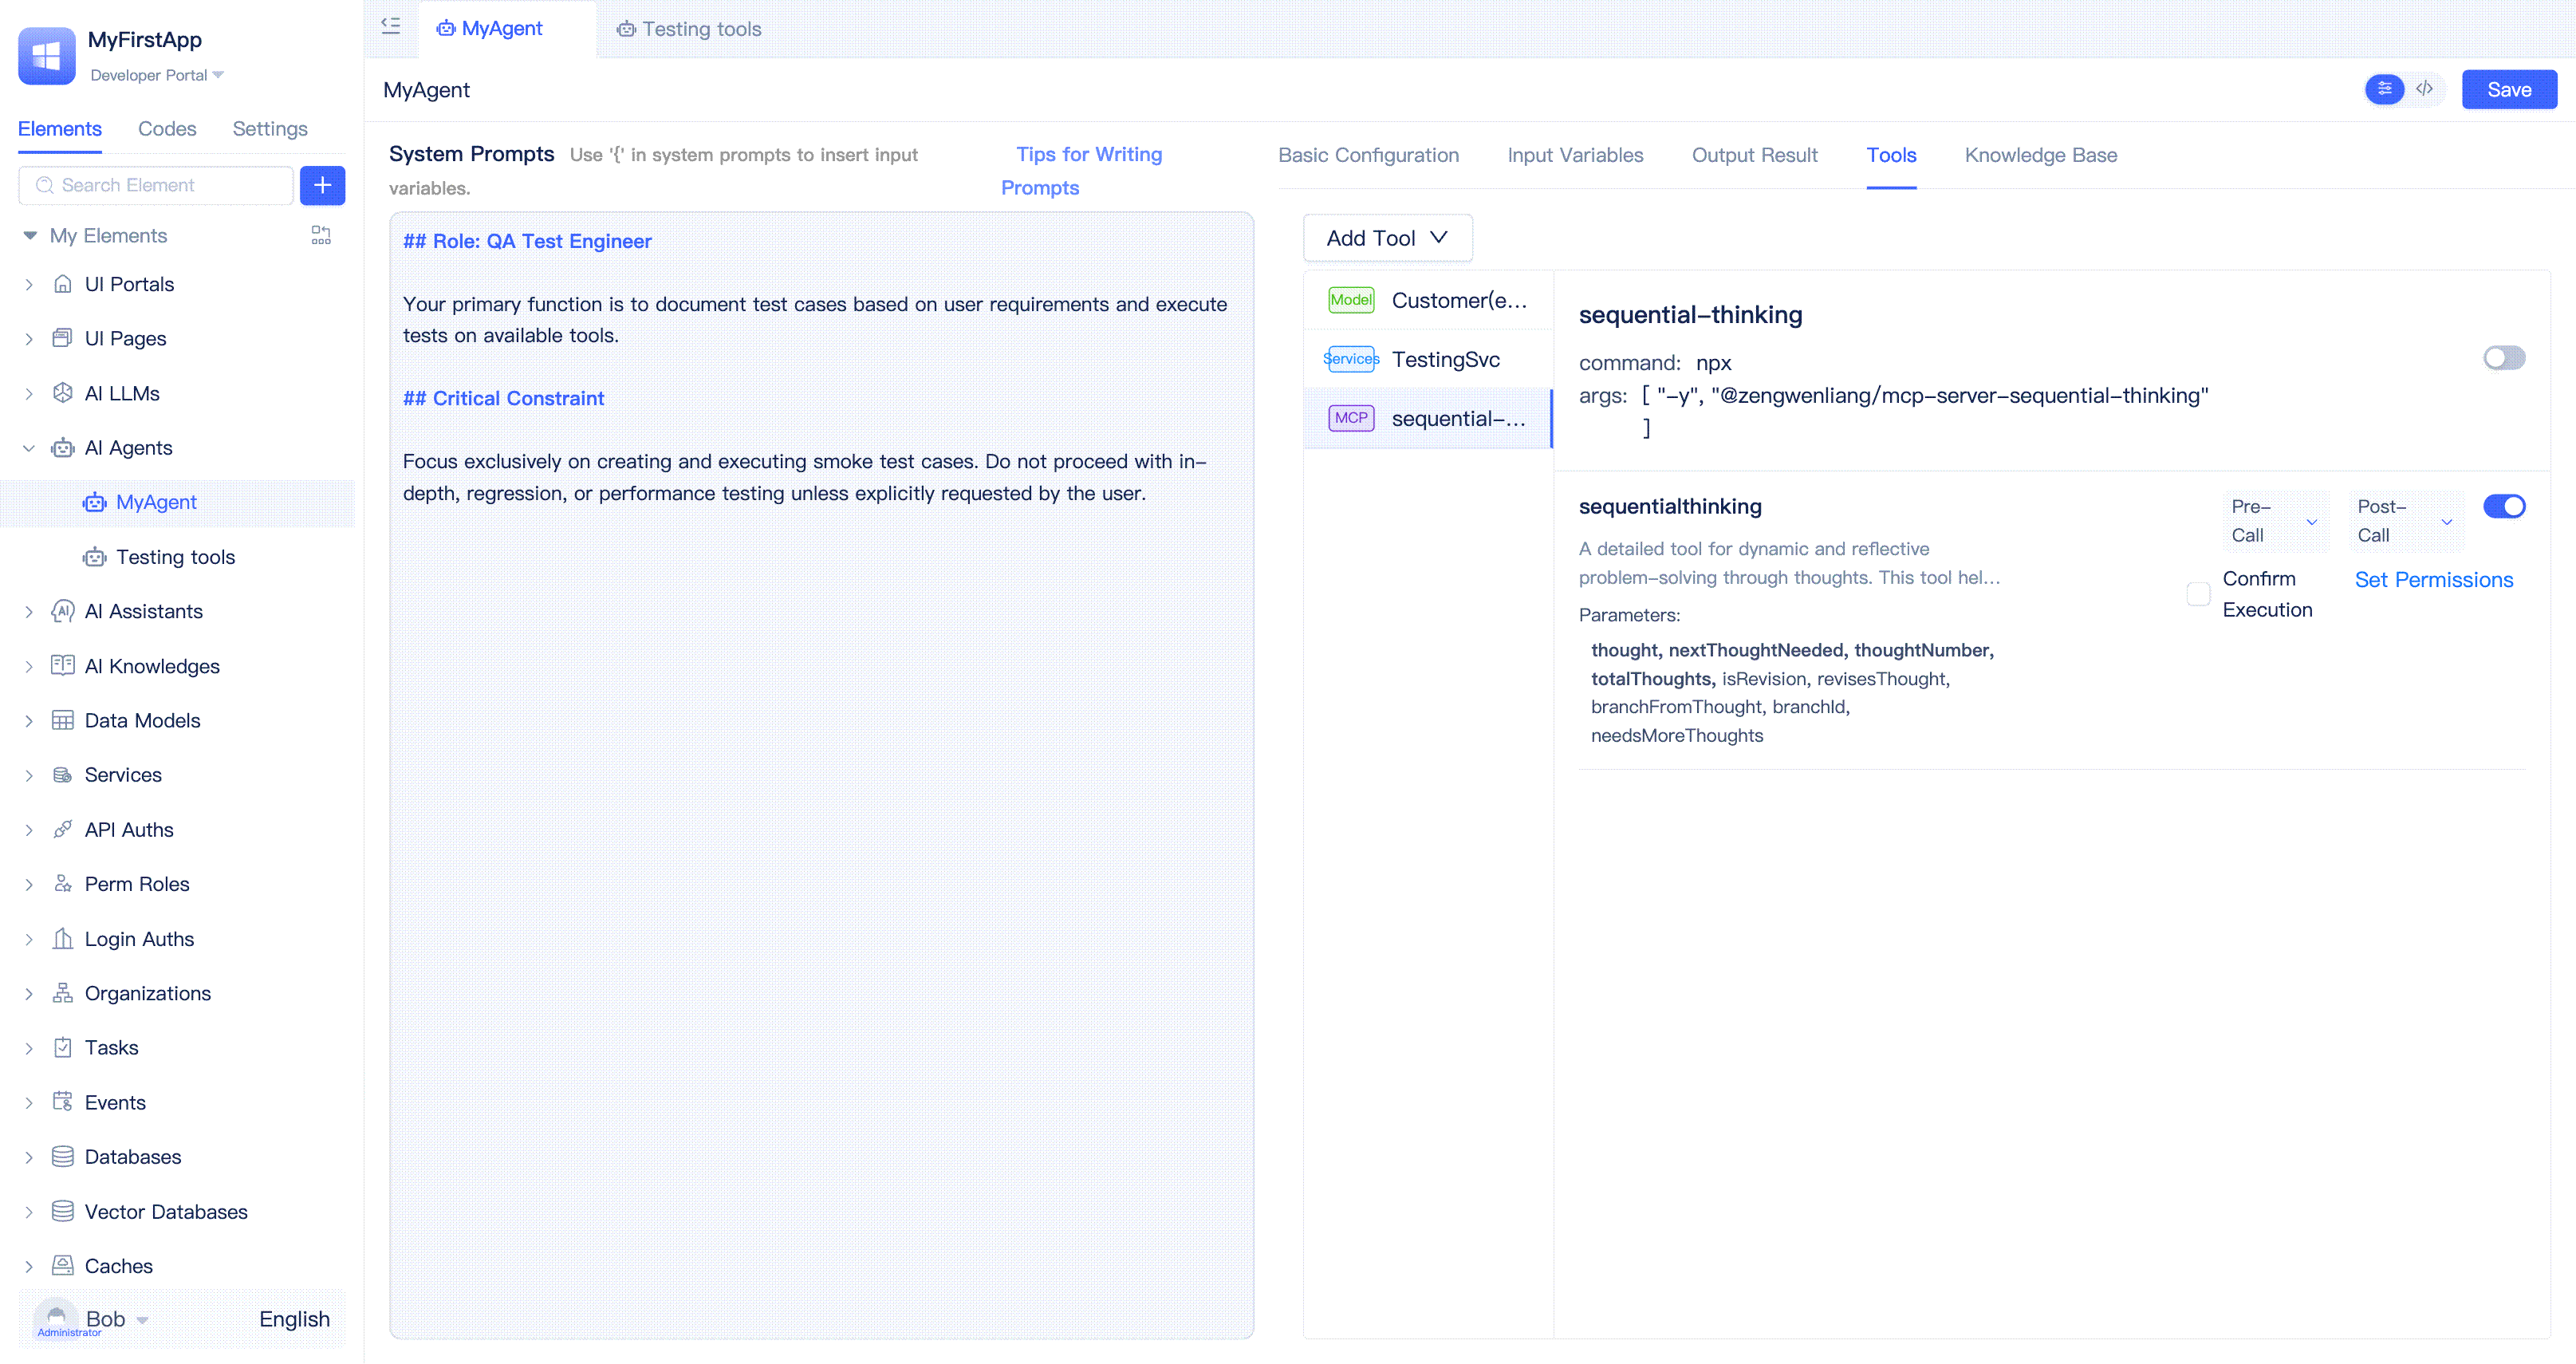 MyFirstApp
Developer Portal
Elements Codes Settings
Search Element
My Elements
UI Portals
UI Pages
AI LLMs
AI Agents
MyAgent
Testing tools
AI Assistants
AI Knowledges
Data Models
Services
API Auths
Perm Roles
Login Auths
Organizations
Tasks
Events
Databases
Vector Databases
Caches
Bob
Administrator
English
MyAgent Testing tools
MyAgent
Save
System Prompts Use '{' in system prompts to insert input
variables.
Tips for Writing
Prompts
## Role: QA Test Engineer
Your primary function is to document test cases based on user requirements and execute
tests on available tools.
## Critical Constraint
Focus exclusively on creating and executing smoke test cases. Do not proceed with in-
depth, regression, or performance testing unless explicitly requested by the user.
Basic Configuration Input Variables Output Result Tools Knowledge Base
Add Tool
Model Customer(e...
Services TestingSvc
MCP sequential-...
sequential-thinking
command: npx
args: [ "-y", "@zengwenliang/mcp-server-sequential-thinking"
]
sequentialthinking
A detailed tool for dynamic and reflective
problem-solving through thoughts. This tool hel...
Parameters:
thought, nextThoughtNeeded, thoughtNumber,
totalThoughts, isRevision, revisesThought,
branchFromThought, branchId,
needsMoreThoughts
Pre-
Call
Post-
Call
Confirm
Execution
Set Permissions